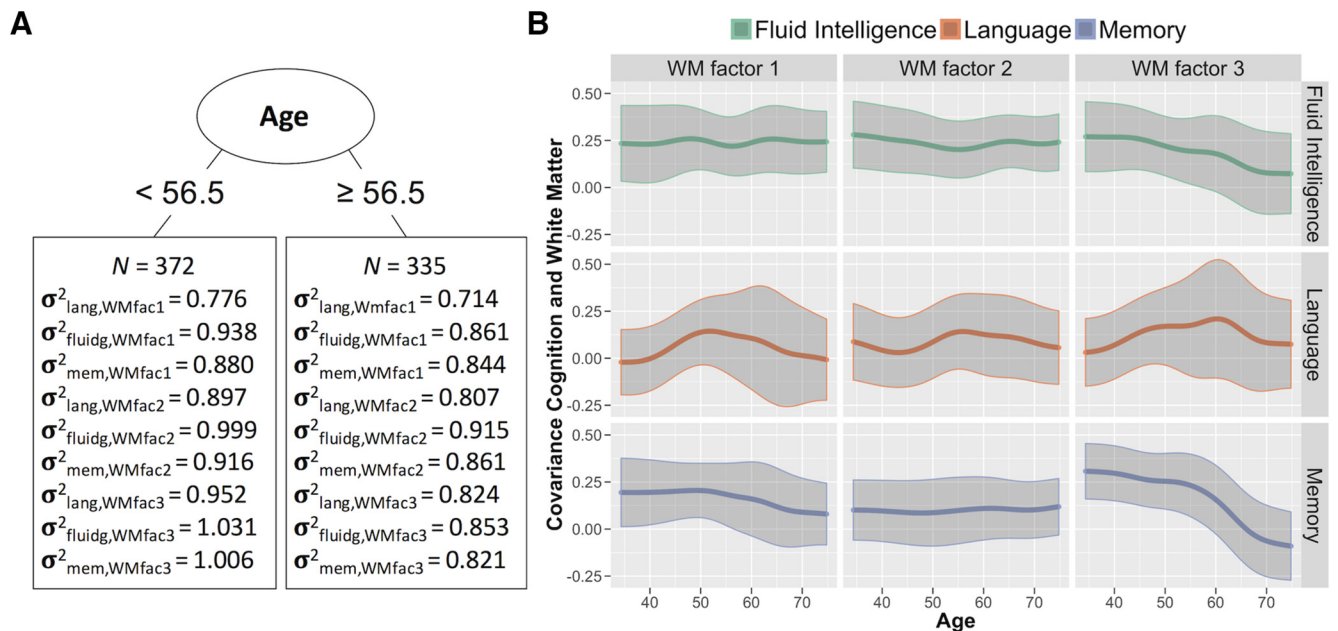 A
Age
< 56.5
≥ 56.5
N = 372
σ²lang,WMfac1 = 0.776
σ²fluidg,WMfac1 = 0.938
σ²mem,WMfac1 = 0.880
σ²lang,WMfac2 = 0.897
σ²fluidg,WMfac2 = 0.999
σ²mem,WMfac2 = 0.916
σ²lang,WMfac3 = 0.952
σ²fluidg,WMfac3 = 1.031
σ²mem,WMfac3 = 1.006
N = 335
σ²lang,Wmfac1 = 0.714
σ²fluidg,WMfac1 = 0.861
σ²mem,WMfac1 = 0.844
σ²lang,WMfac2 = 0.807
σ²fluidg,WMfac2 = 0.915
σ²mem,WMfac2 = 0.861
σ²lang,WMfac3 = 0.824
σ²fluidg,WMfac3 = 0.853
σ²mem,WMfac3 = 0.821
B
Fluid Intelligence Language Memory
WM factor 1 WM factor 2 WM factor 3
Covariance Cognition and White Matter
0.50
0.25
0.00
-0.25
Fluid Intelligence
0.50
0.25
0.00
-0.25
Language
0.50
0.25
0.00
-0.25
Memory
40 50 60 70 40 50 60 70 40 50 60 70
Age